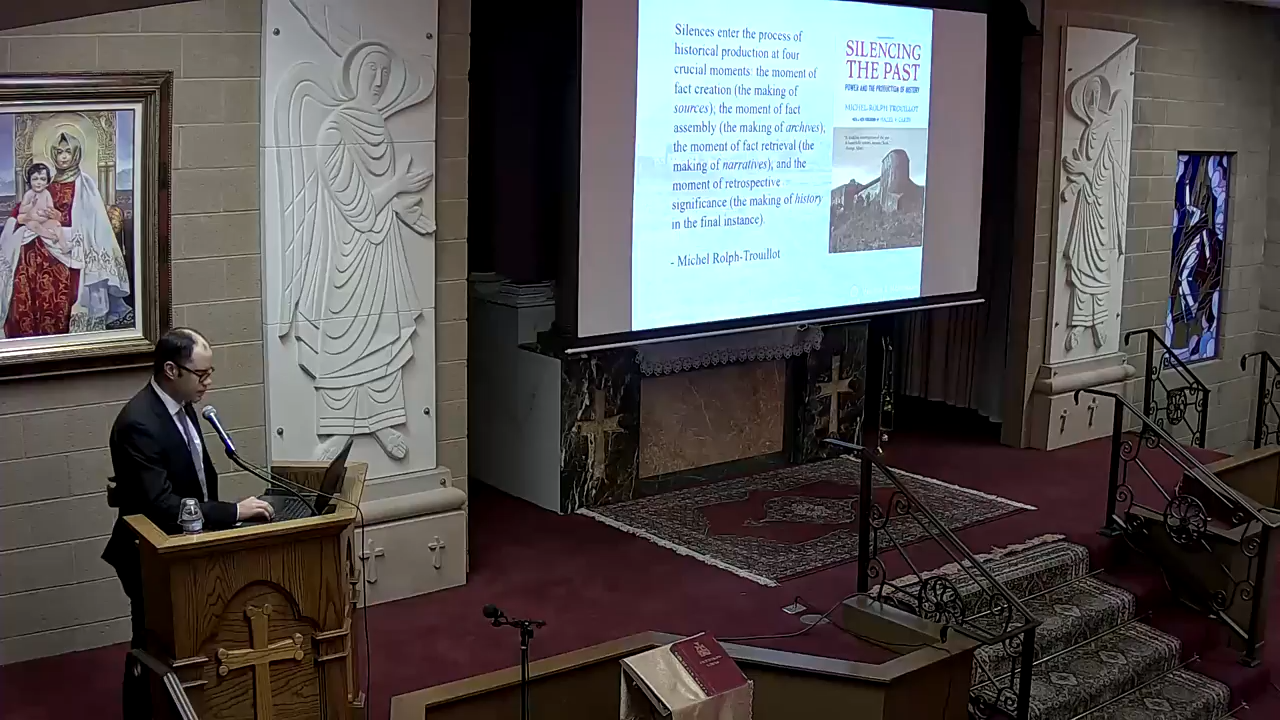 Silences enter the process of
historical production at four
crucial moments: the moment of
fact creation (the making of
sources); the moment of fact
assembly (the making of archives);
the moment of fact retrieval (the
making of narratives); and the
moment of retrospective
significance (the making of history
in the final instance).
- Michel Rolph-Trouillot
SILENCING
THE PAST
POWER AND THE PRODUCTION OF HISTORY
MICHEL-ROLPH TROUILLOT